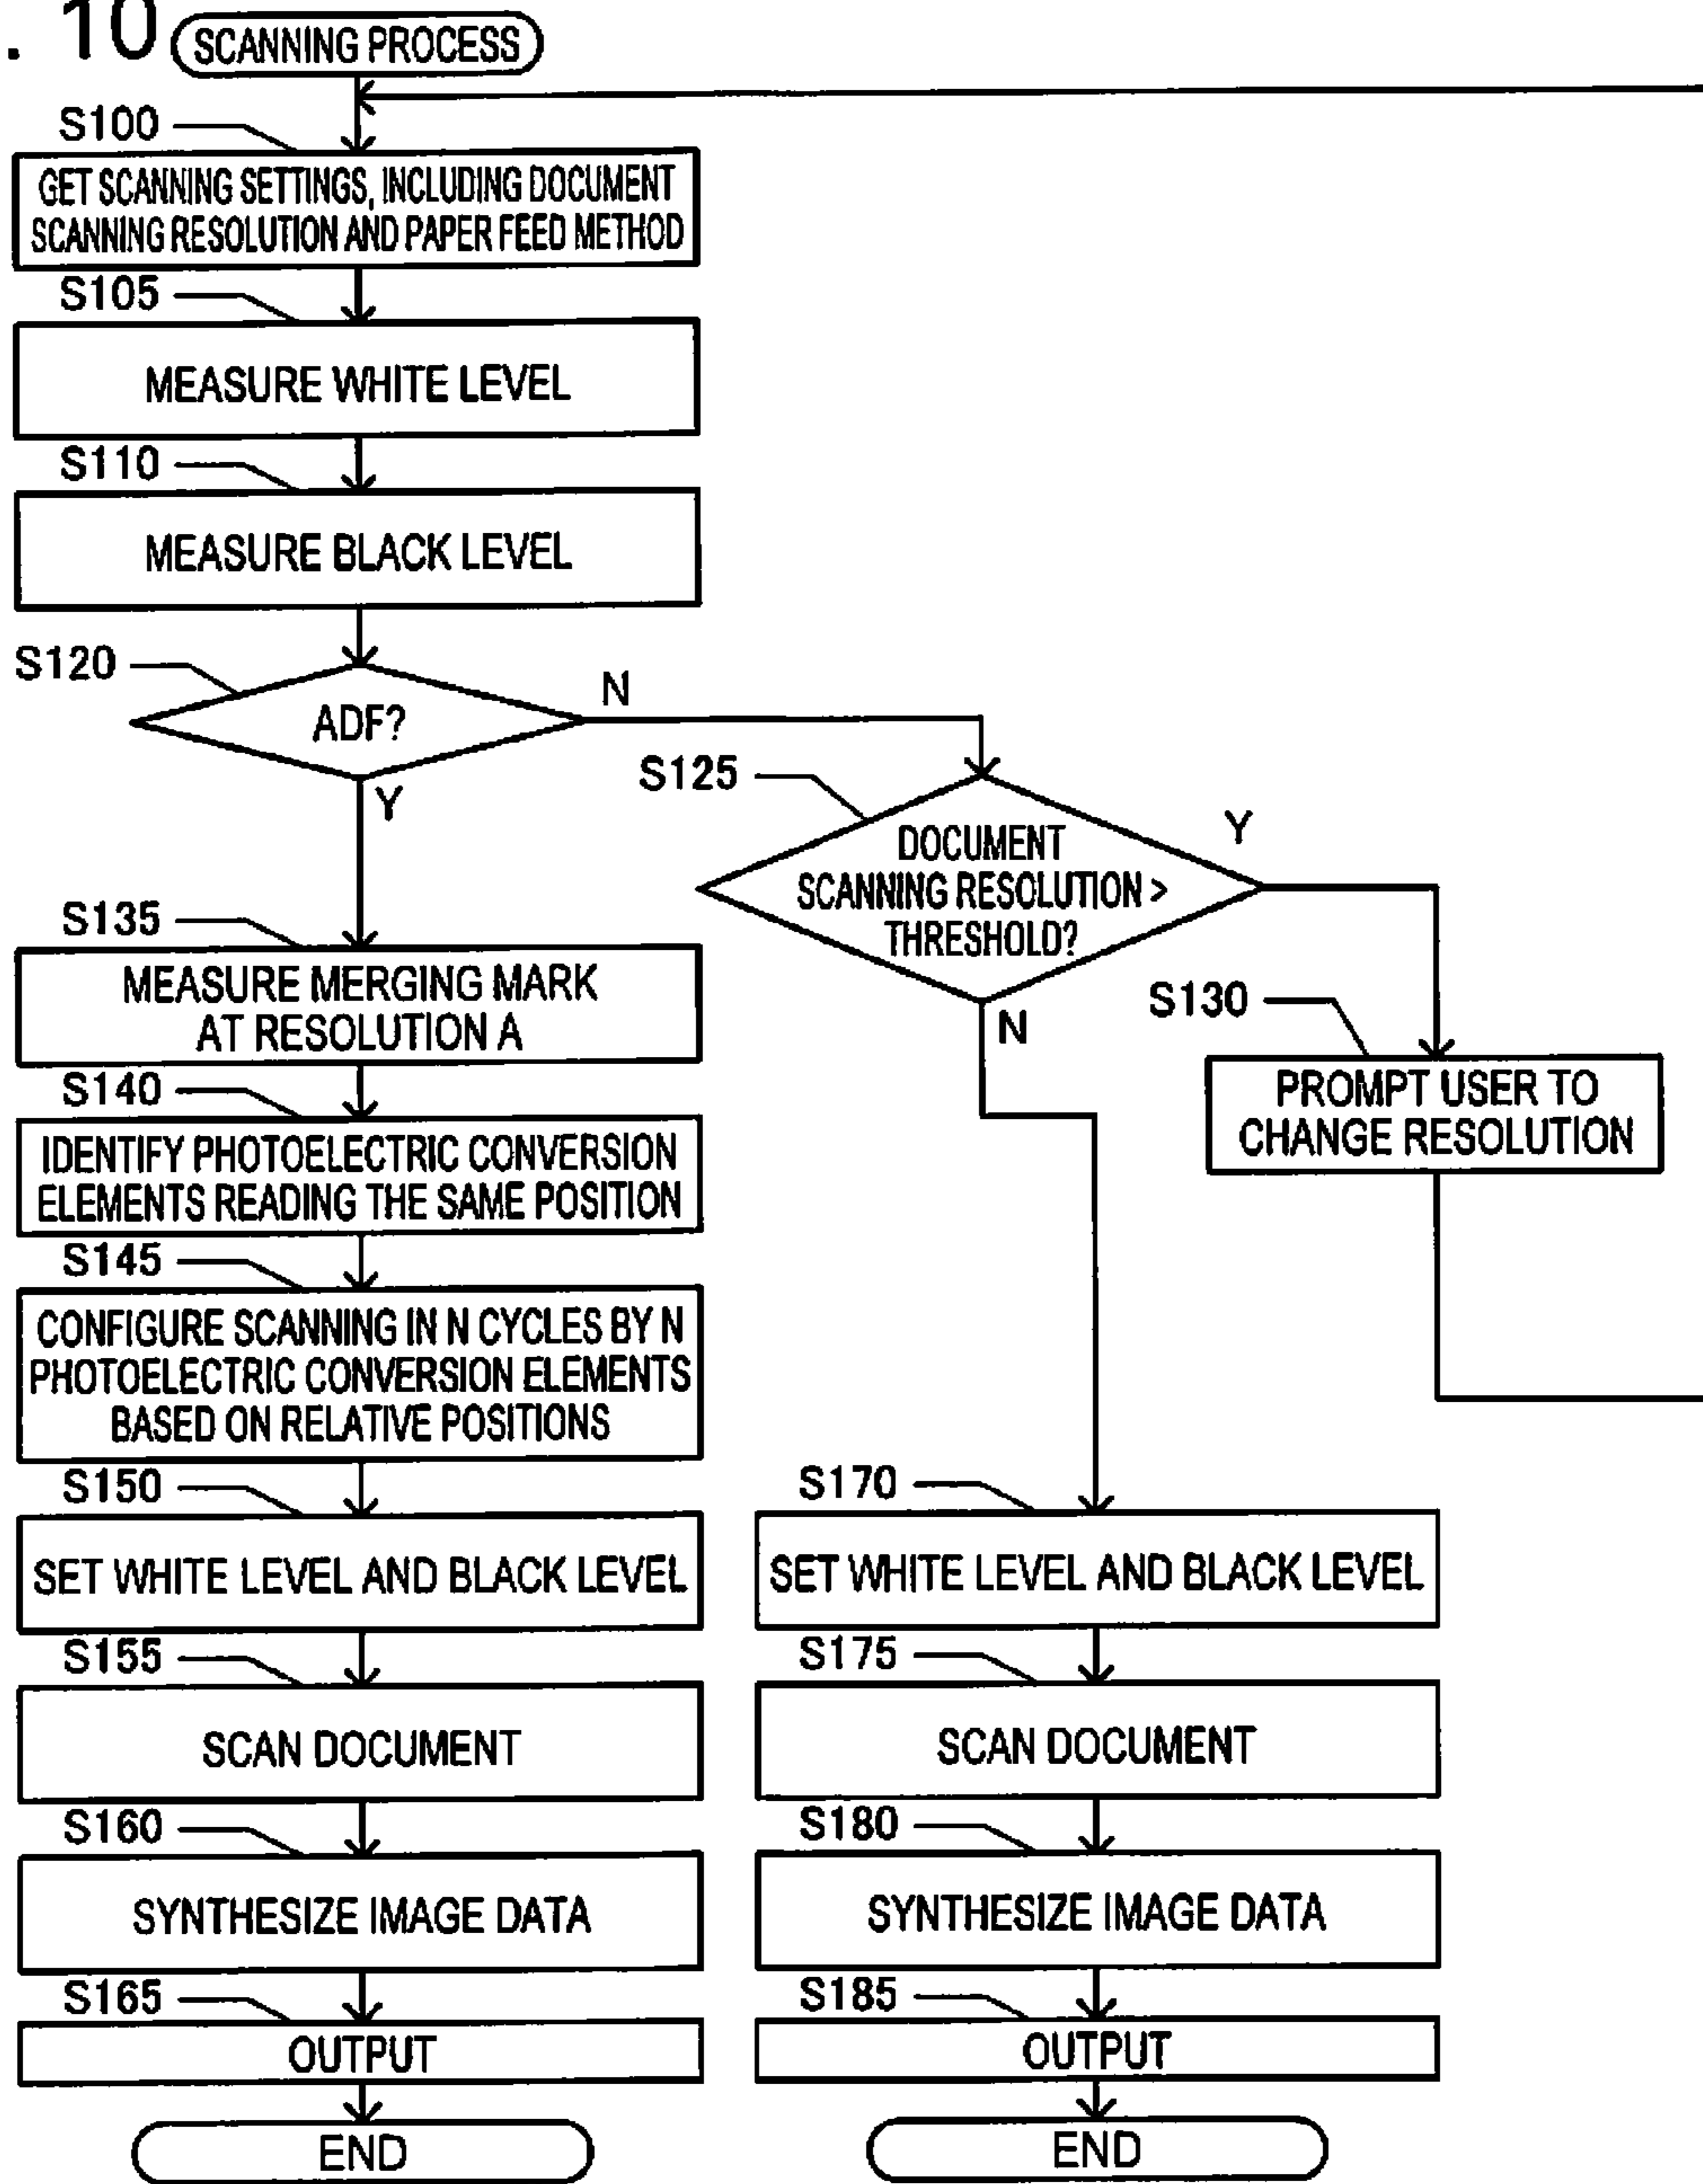 . 10
SCANNING PROCESS
S100
GET SCANNING SETTINGS, INCLUDING DOCUMENT
SCANNING RESOLUTION AND PAPER FEED METHOD
S105
MEASURE WHITE LEVEL
S110
MEASURE BLACK LEVEL
S120
ADF?
N
Y
S125
DOCUMENT
SCANNING RESOLUTION >
THRESHOLD?
Y
N
S130
PROMPT USER TO
CHANGE RESOLUTION
S135
MEASURE MERGING MARK
AT RESOLUTION A
S140
IDENTIFY PHOTOELECTRIC CONVERSION
ELEMENTS READING THE SAME POSITION
S145
CONFIGURE SCANNING IN N CYCLES BY N
PHOTOELECTRIC CONVERSION ELEMENTS
BASED ON RELATIVE POSITIONS
S150
SET WHITE LEVEL AND BLACK LEVEL
S155
SCAN DOCUMENT
S160
SYNTHESIZE IMAGE DATA
S165
OUTPUT
END
S170
SET WHITE LEVEL AND BLACK LEVEL
S175
SCAN DOCUMENT
S180
SYNTHESIZE IMAGE DATA
S185
OUTPUT
END